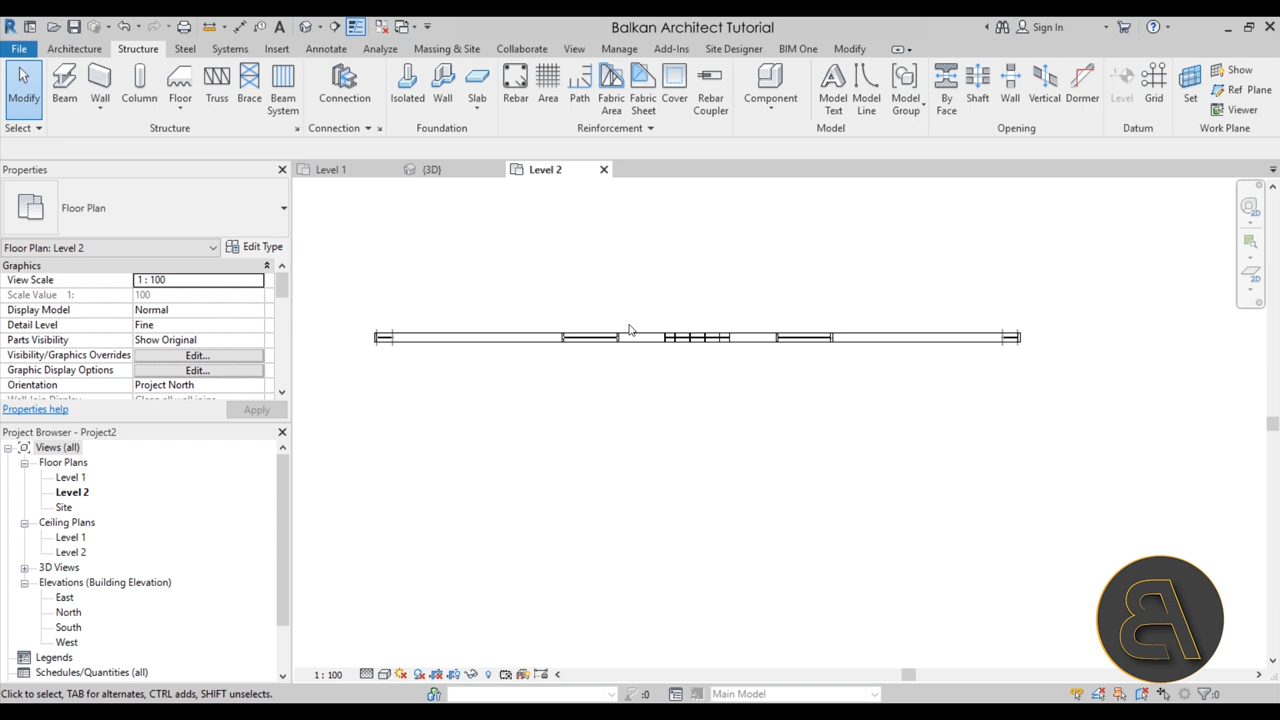 Balkan Architect Tutorial
Sign In
File Architecture Structure Steel Systems Insert Annotate Analyze Massing & Site Collaborate View Manage Add-Ins Site Designer BIM One Modify
Modify Beam Wall Column Floor Truss Brace Beam System Connection Isolated Wall Slab Rebar Area Path Fabric Area Fabric Sheet Cover Rebar Coupler Component Model Text Model Line Model Group By Face Shaft Wall Vertical Dormer Level Grid Set Show Ref Plane Viewer
Select Structure Connection Foundation Reinforcement Model Opening Datum Work Plane
Properties
Level 1 {3D} Level 2
Floor Plan
Floor Plan: Level 2 Edit Type
Graphics
View Scale 1 : 100
Scale Value 1: 100
Display Model Normal
Detail Level Fine
Parts Visibility Show Original
Visibility/Graphics Overrides Edit...
Graphic Display Options Edit...
Orientation Project North
Properties help Apply
Project Browser - Project2
Views (all)
Floor Plans
Level 1
Level 2
Site
Ceiling Plans
Level 1
Level 2
3D Views
Elevations (Building Elevation)
East
North
South
West
Legends
Schedules/Quantities (all)
1 : 100
Click to select, TAB for alternates, CTRL adds, SHIFT unselects.
:0 Main Model :0
2D
2D